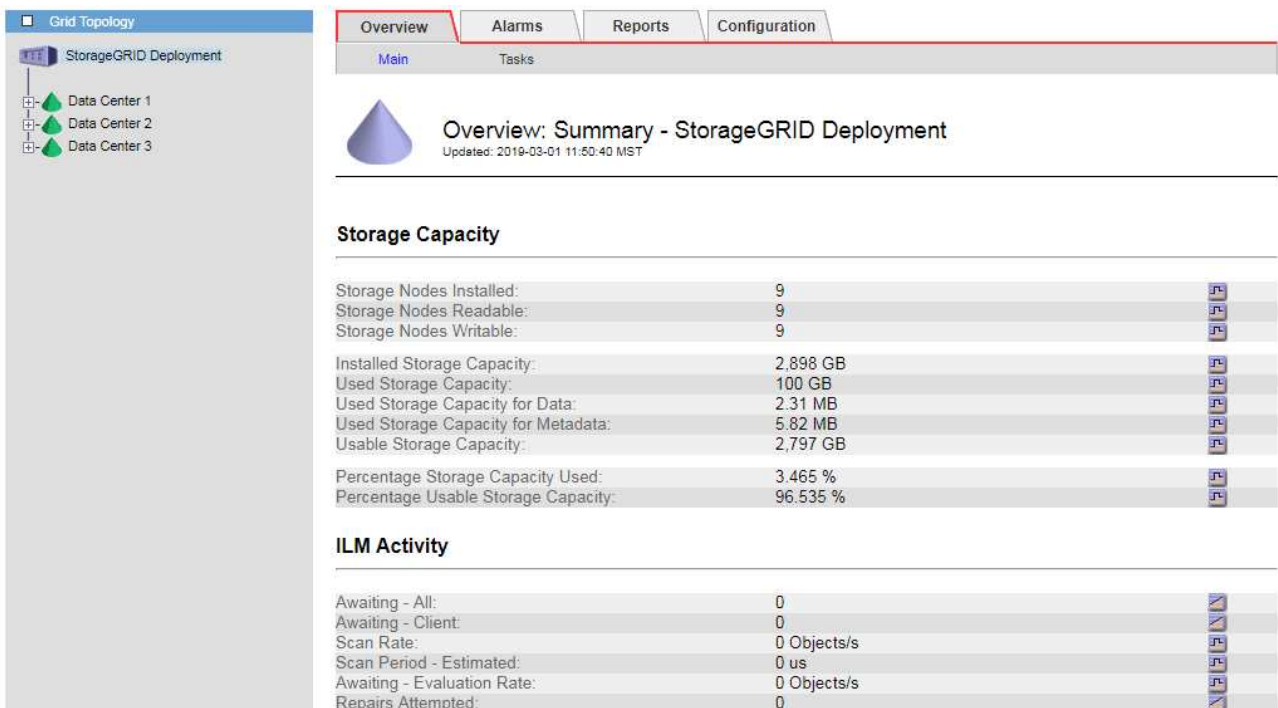 Grid Topology
StorageGRID Deployment
Data Center 1
Data Center 2
Data Center 3
Overview Alarms Reports Configuration
Main Tasks
Overview: Summary - StorageGRID Deployment
Updated: 2019-03-01 11:50:40 MST
Storage Capacity
Storage Nodes Installed: 9
Storage Nodes Readable: 9
Storage Nodes Writable: 9
Installed Storage Capacity: 2,898 GB
Used Storage Capacity: 100 GB
Used Storage Capacity for Data: 2.31 MB
Used Storage Capacity for Metadata: 5.82 MB
Usable Storage Capacity: 2,797 GB
Percentage Storage Capacity Used: 3.465 %
Percentage Usable Storage Capacity: 96.535 %
ILM Activity
Awaiting - All: 0
Awaiting - Client: 0
Scan Rate: 0 Objects/s
Scan Period - Estimated: 0 us
Awaiting - Evaluation Rate: 0 Objects/s
Repairs Attempted: 0